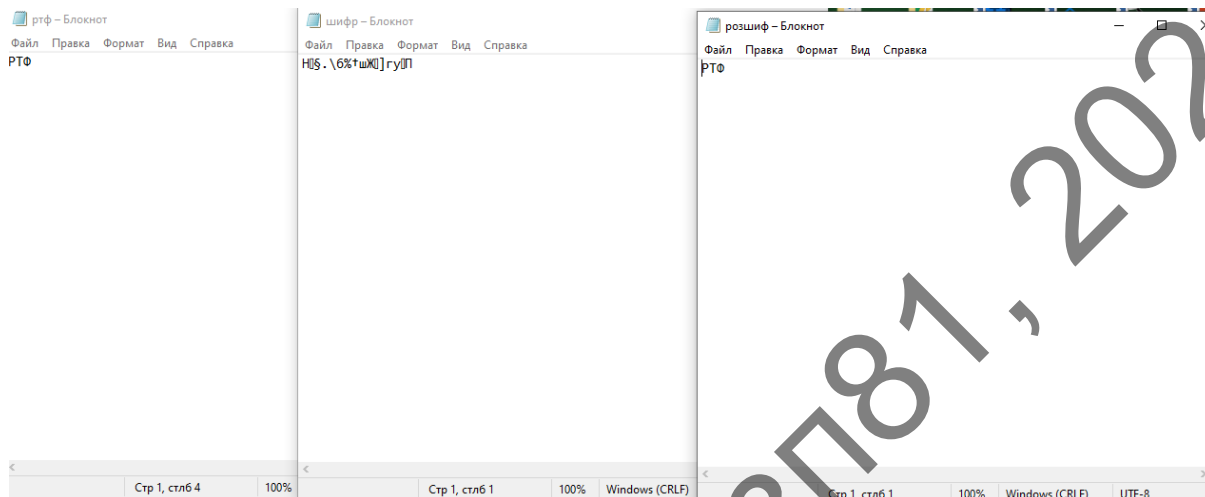 ртф – Блокнот
Файл Правка Формат Вид Справка
РТФ
Стр 1, стлб 4 100%
шифр – Блокнот
Файл Правка Формат Вид Справка
Стр 1, стлб 1 100% Windows (CRLF)
розшиф – Блокнот
Файл Правка Формат Вид Справка
РТФ
Стр 1, стлб 1 100% Windows (CRLF) UTF-8
зп81, 202